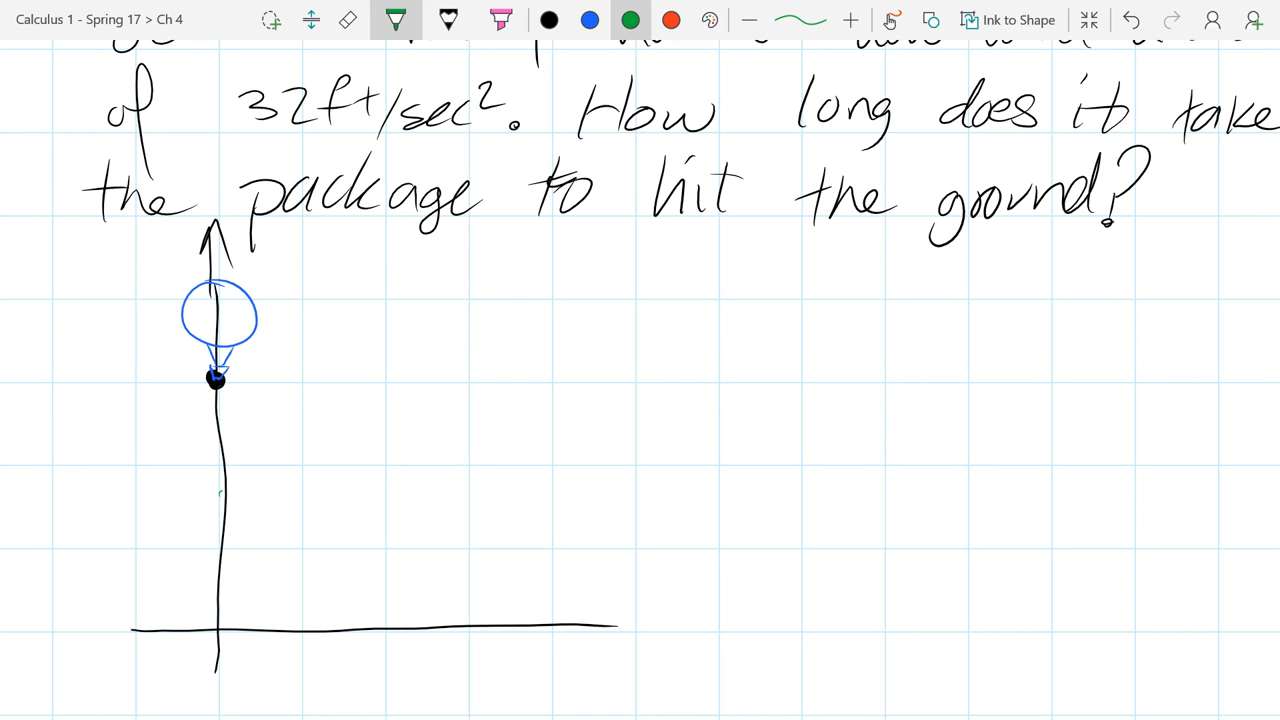 Calculus 1 - Spring 17 > Ch 4
Ink to Shape
of 32ft/sec². How long does it take
the package to hit the ground?